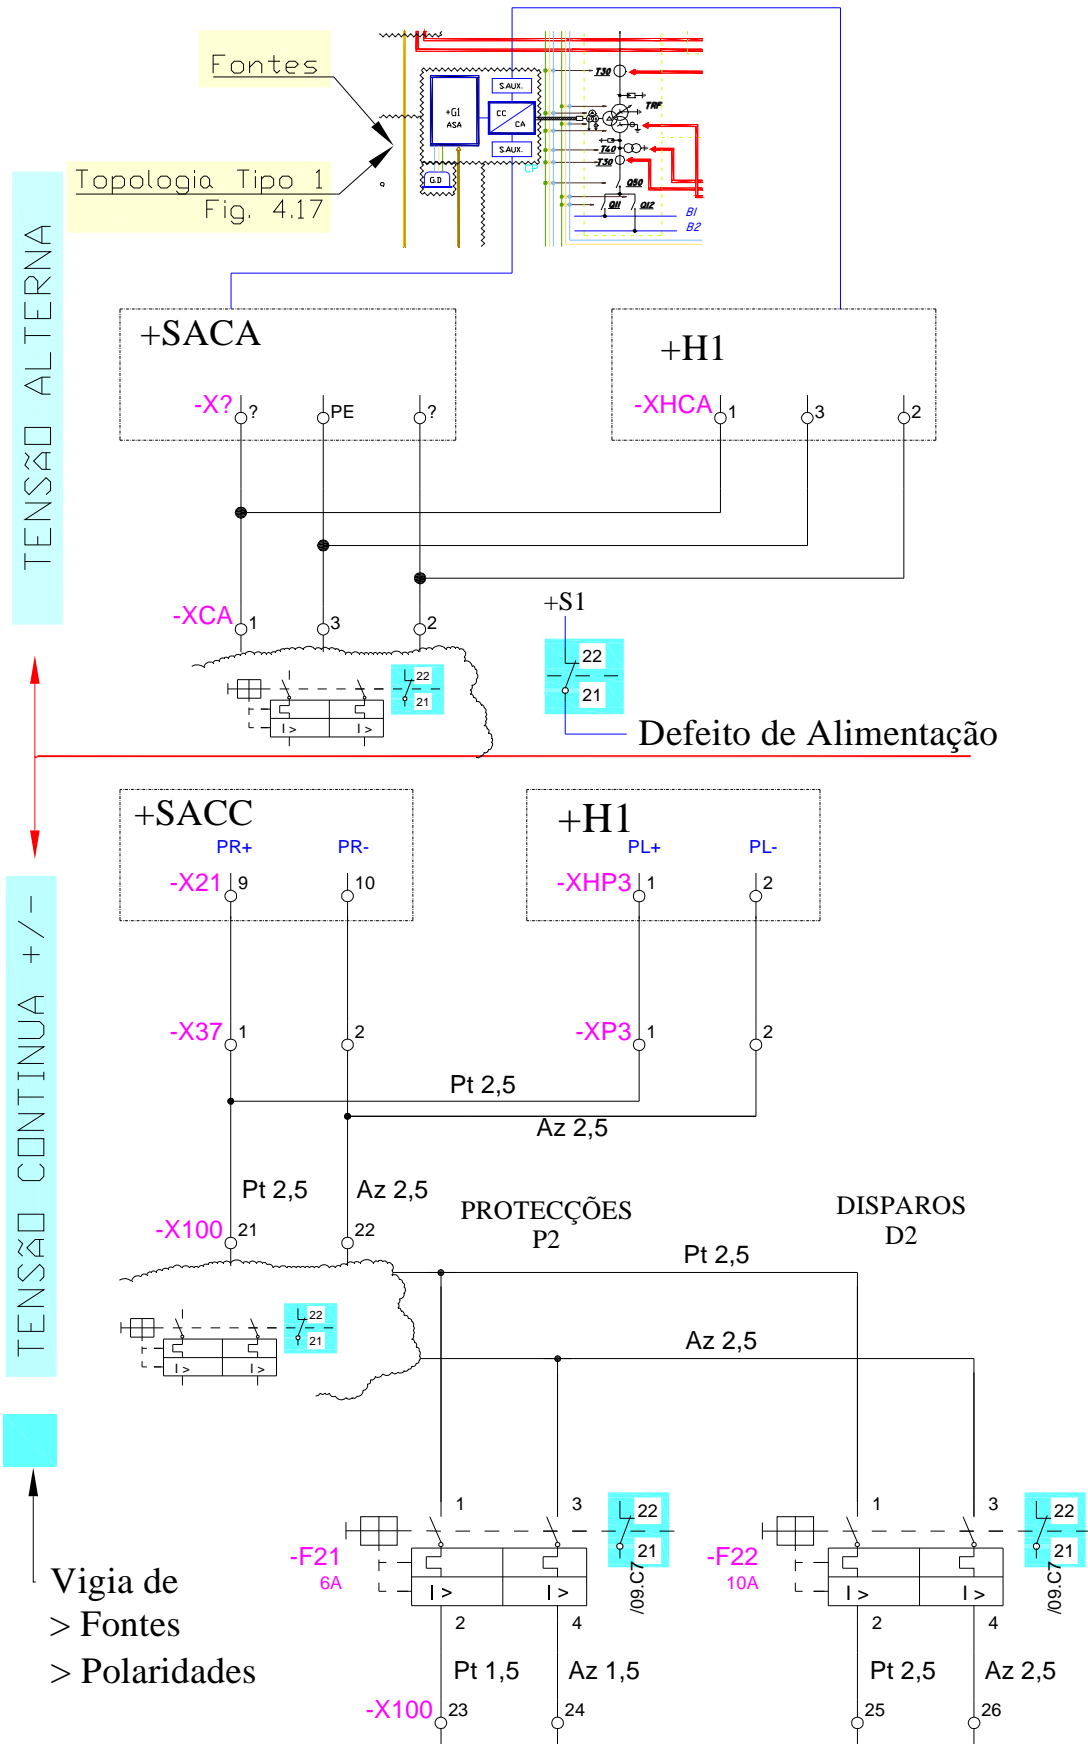 Fontes
Topologia Tipo 1
Fig. 4.17
S.AUX.
+G1
ASA
CC
CA
S.AUX.
G.D
CP
T30
TRF
T40
T30
Q50
Q11
Q12
B1
B2
TENSÃO ALTERNA
+SACA
-X?
?
PE
?
+H1
-XHCA
1
3
2
-XCA
1
3
2
22
21
I >
I >
+S1
22
21
Defeito de Alimentação
TENSÃO CONTINUA +/-
+SACC
PR+
PR-
-X21
9
10
+H1
PL+
PL-
-XHP3
1
2
-X37
1
2
-XP3
1
2
Pt 2,5
Az 2,5
Pt 2,5
Az 2,5
-X100
21
22
PROTECÇÕES
P2
DISPAROS
D2
Pt 2,5
Az 2,5
22
21
I >
I >
1
3
22
21
-F21
6A
I >
I >
/09.C7
2
4
Pt 1,5
Az 1,5
-X100
23
24
1
3
22
21
-F22
10A
I >
I >
/09.C7
2
4
Pt 2,5
Az 2,5
25
26
Vigia de
> Fontes
> Polaridades